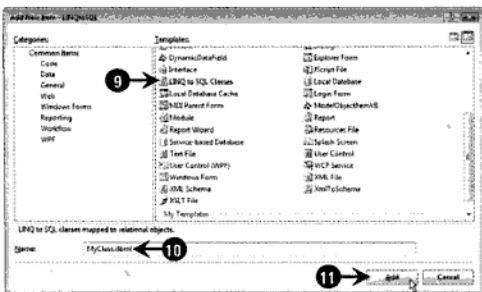 Add New Item - LINQtoSQL
Categories:
Common Items
Code
Data
General
Web
Windows Forms
Reporting
Workflow
WPF
Templates:
DynamicDataField
Interface
LINQ to SQL Classes
Local Database Cache
MDI Parent Form
Module
Report Wizard
Service-based Database
Text File
User Control (WPF)
Windows Form
XML Schema
XSLT File
Explorer Form
JScript File
Local Database
Login Form
Report
Resources File
Splash Screen
User Control
WCF Service
XML File
XmlToSchema
My Templates
9
LINQ to SQL classes mapped to relational objects.
Name:
MyClass.dbml
10
11
Add
Cancel